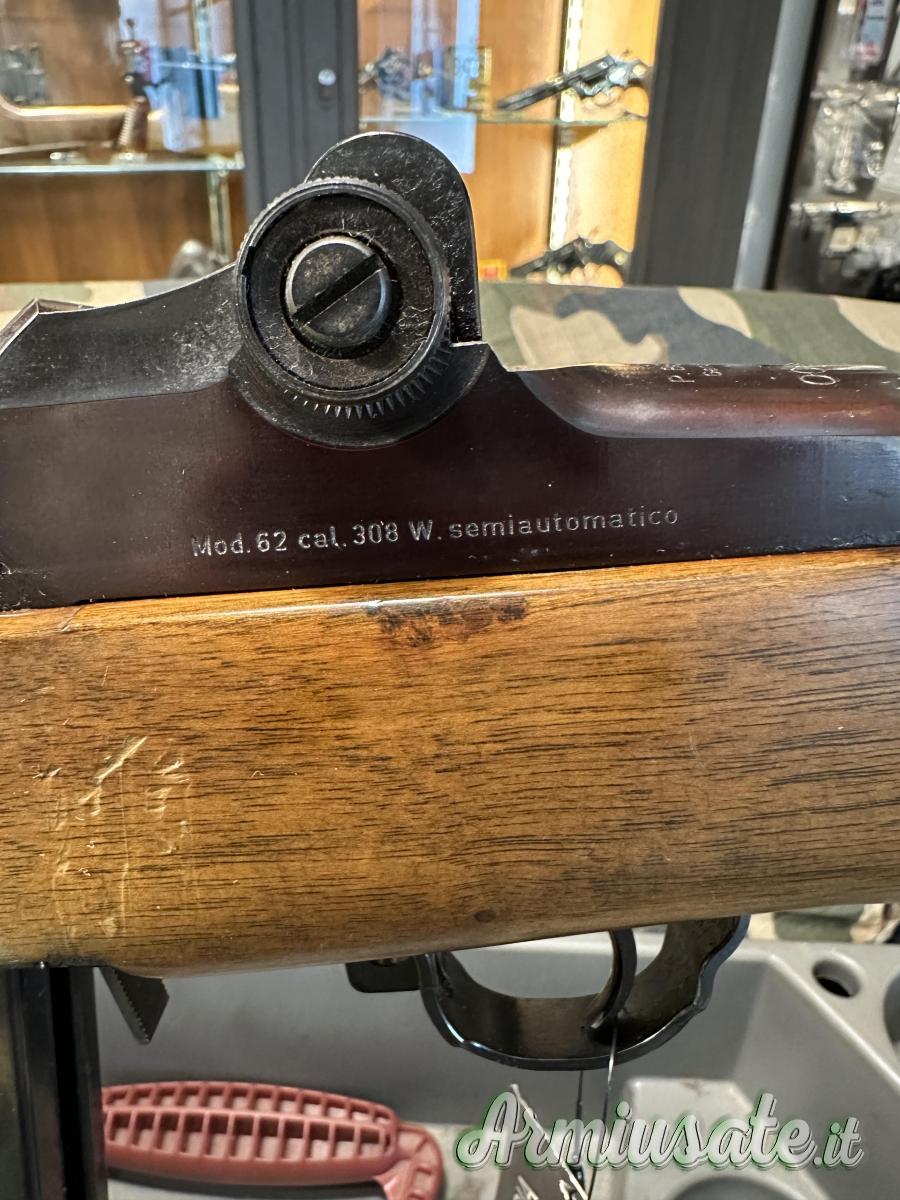 Mod. 62 cal. 308 W. semiautomatico
Armiusate.it